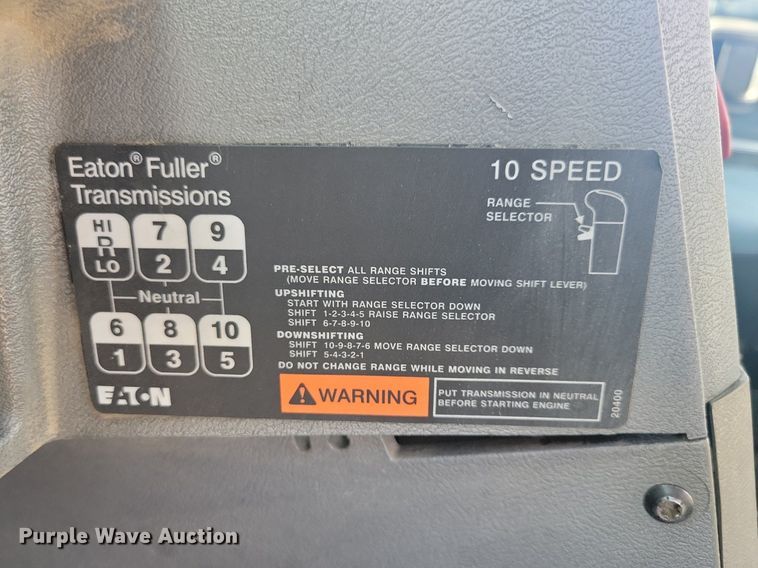 Eaton® Fuller®
Transmissions
10 SPEED
RANGE
SELECTOR
HI
R
LO
7
2
9
4
Neutral
6
1
8
3
10
5
PRE-SELECT ALL RANGE SHIFTS
(MOVE RANGE SELECTOR BEFORE MOVING SHIFT LEVER)
UPSHIFTING
START WITH RANGE SELECTOR DOWN
SHIFT 1-2-3-4-5 RAISE RANGE SELECTOR
SHIFT 6-7-8-9-10
DOWNSHIFTING
SHIFT 10-9-8-7-6 MOVE RANGE SELECTOR DOWN
SHIFT 5-4-3-2-1
DO NOT CHANGE RANGE WHILE MOVING IN REVERSE
WARNING
PUT TRANSMISSION IN NEUTRAL
BEFORE STARTING ENGINE
20400
EATON
Purple Wave Auction